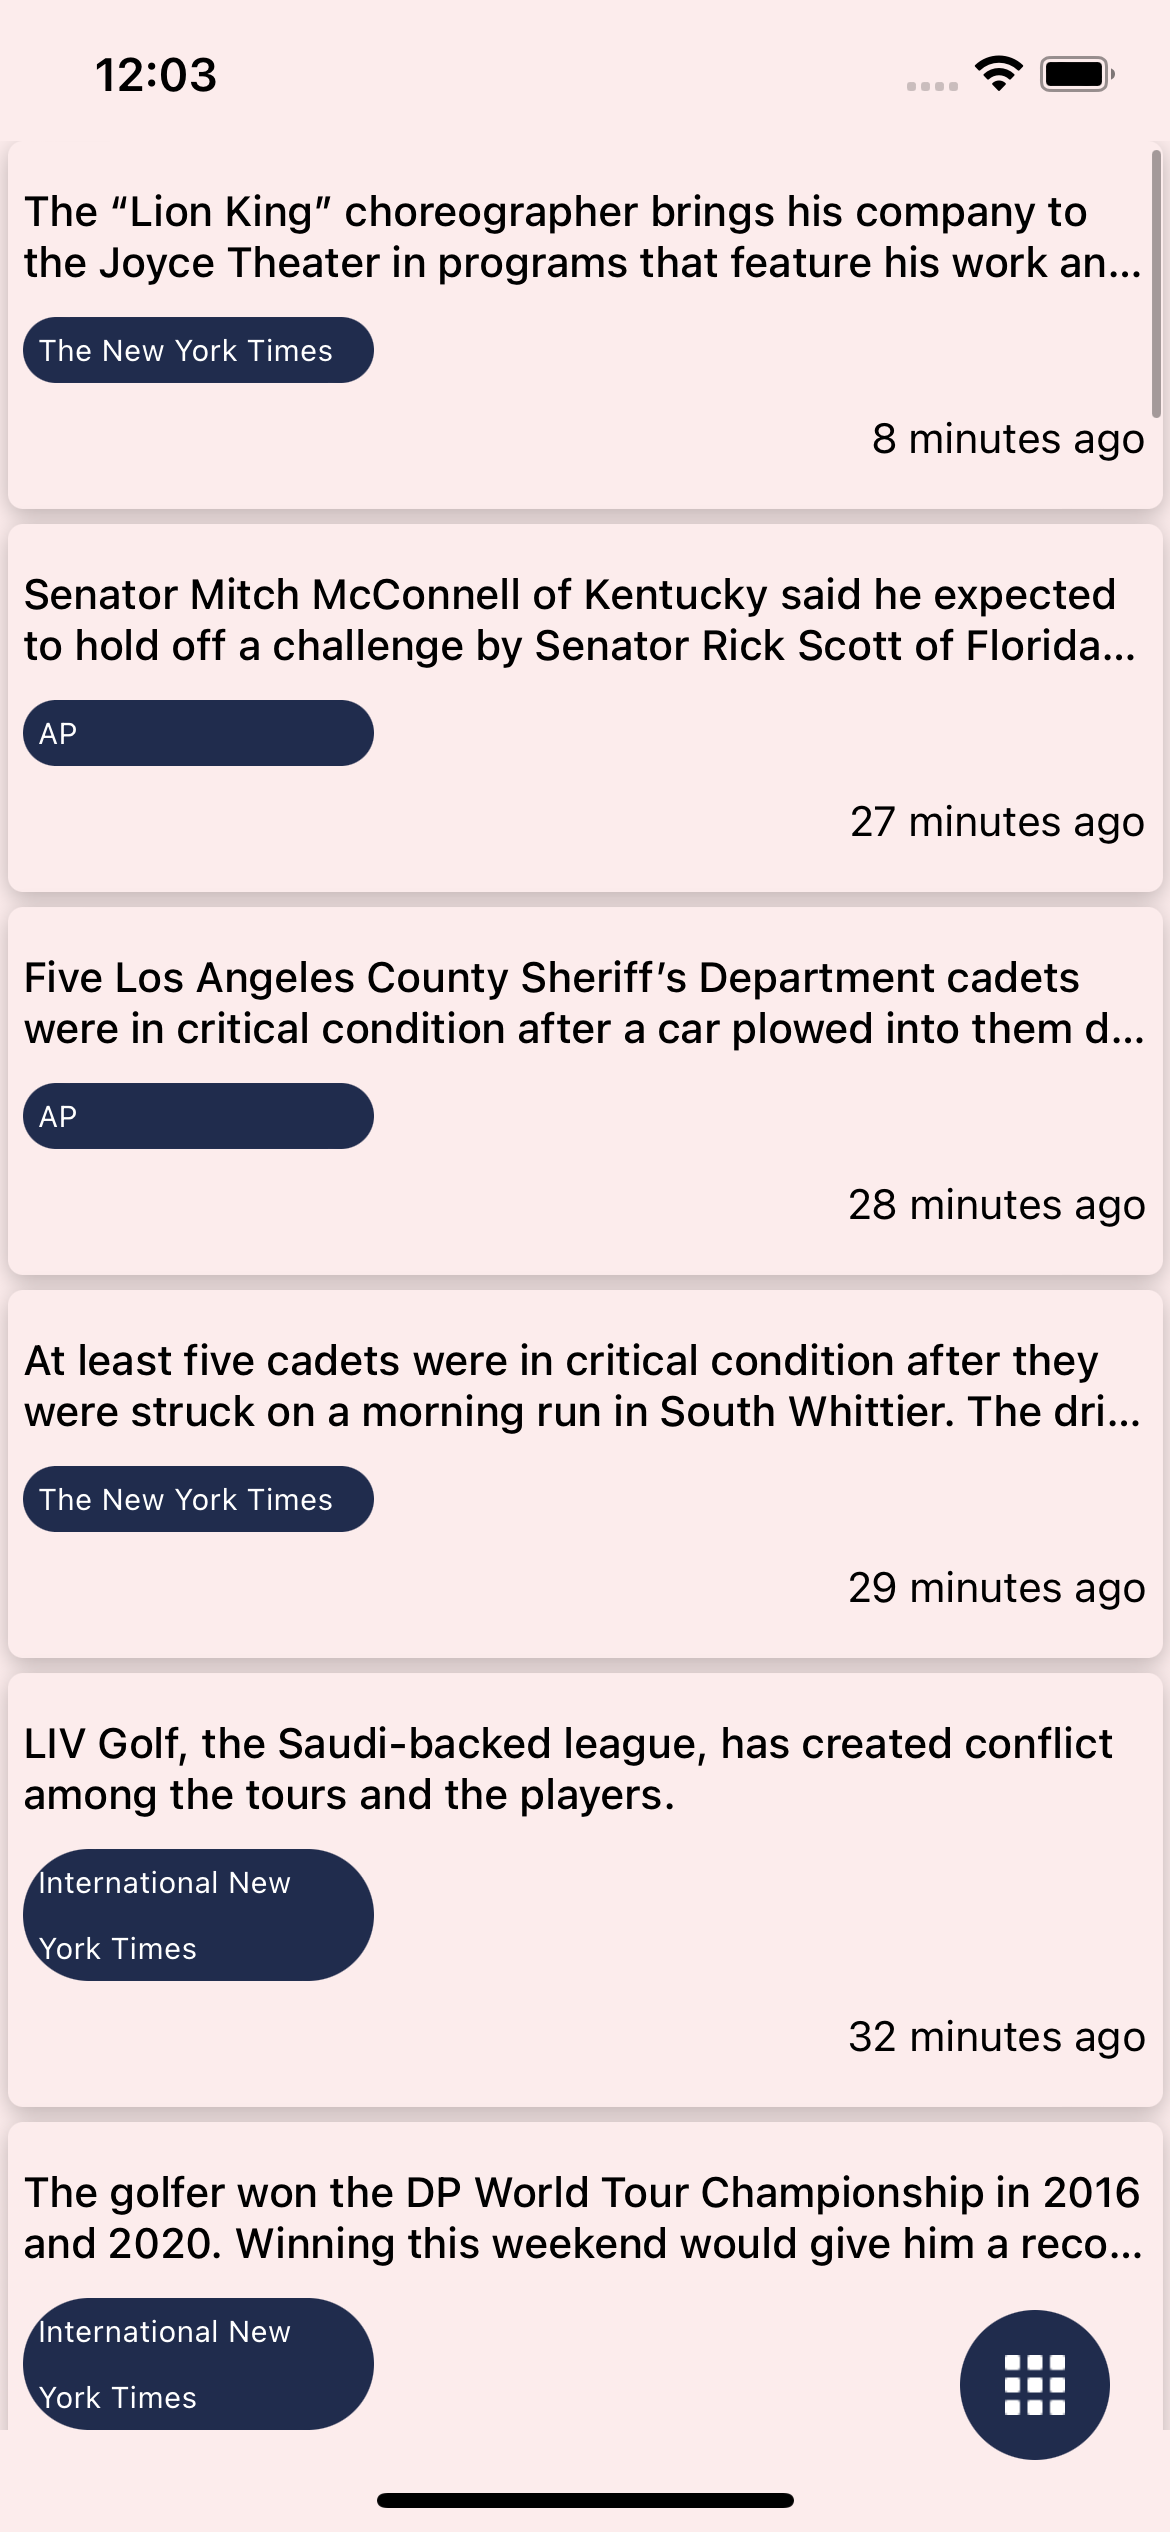 12:03
The “Lion King” choreographer brings his company to
the Joyce Theater in programs that feature his work an...
The New York Times
8 minutes ago
Senator Mitch McConnell of Kentucky said he expected
to hold off a challenge by Senator Rick Scott of Florida...
AP
27 minutes ago
Five Los Angeles County Sheriff’s Department cadets
were in critical condition after a car plowed into them d...
AP
28 minutes ago
At least five cadets were in critical condition after they
were struck on a morning run in South Whittier. The dri...
The New York Times
29 minutes ago
LIV Golf, the Saudi-backed league, has created conflict
among the tours and the players.
International New
York Times
32 minutes ago
The golfer won the DP World Tour Championship in 2016
and 2020. Winning this weekend would give him a reco...
International New
York Times